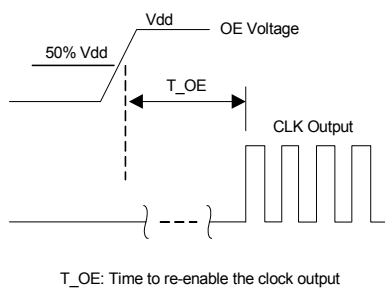 Vdd
OE Voltage
50% Vdd
T_OE
CLK Output
T_OE: Time to re-enable the clock output